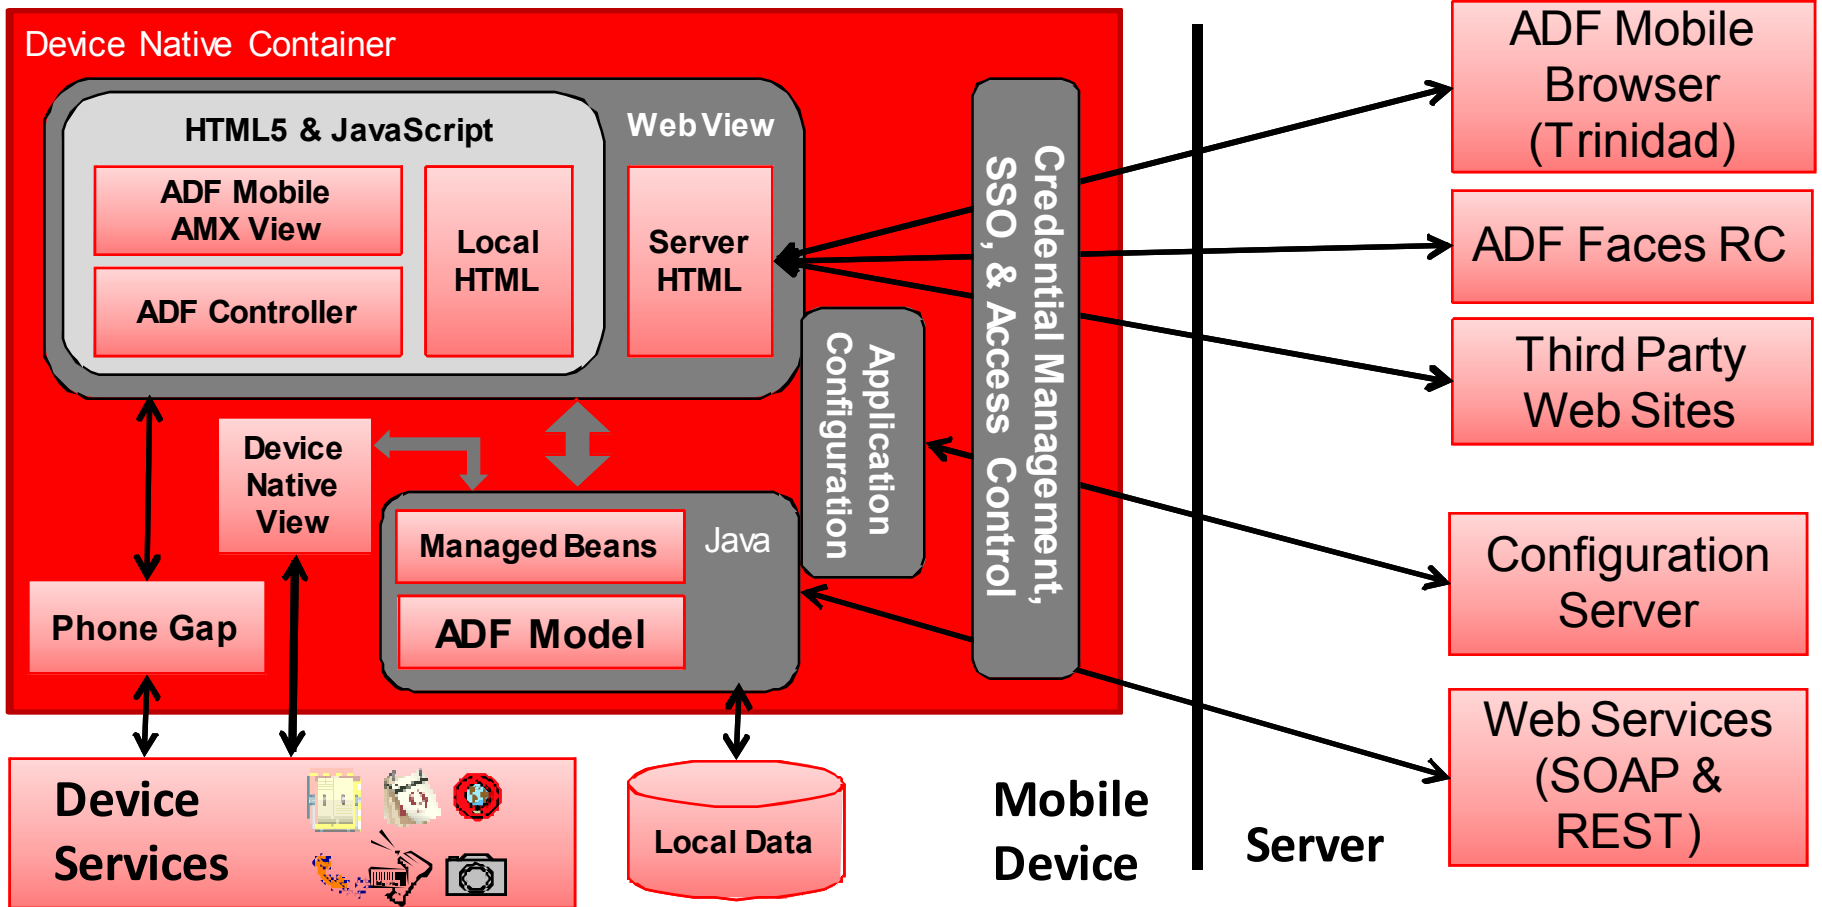 Device Native Container
HTML5 & JavaScript
Web View
ADF Mobile
AMX View
ADF Controller
Local
HTML
Server
HTML
Application
Configuration
Credential Management,
SSO, & Access Control
Device
Native
View
Managed Beans
Java
ADF Model
Phone Gap
Device
Services
Local Data
Mobile
Device
Server
ADF Mobile
Browser
(Trinidad)
ADF Faces RC
Third Party
Web Sites
Configuration
Server
Web Services
(SOAP &
REST)